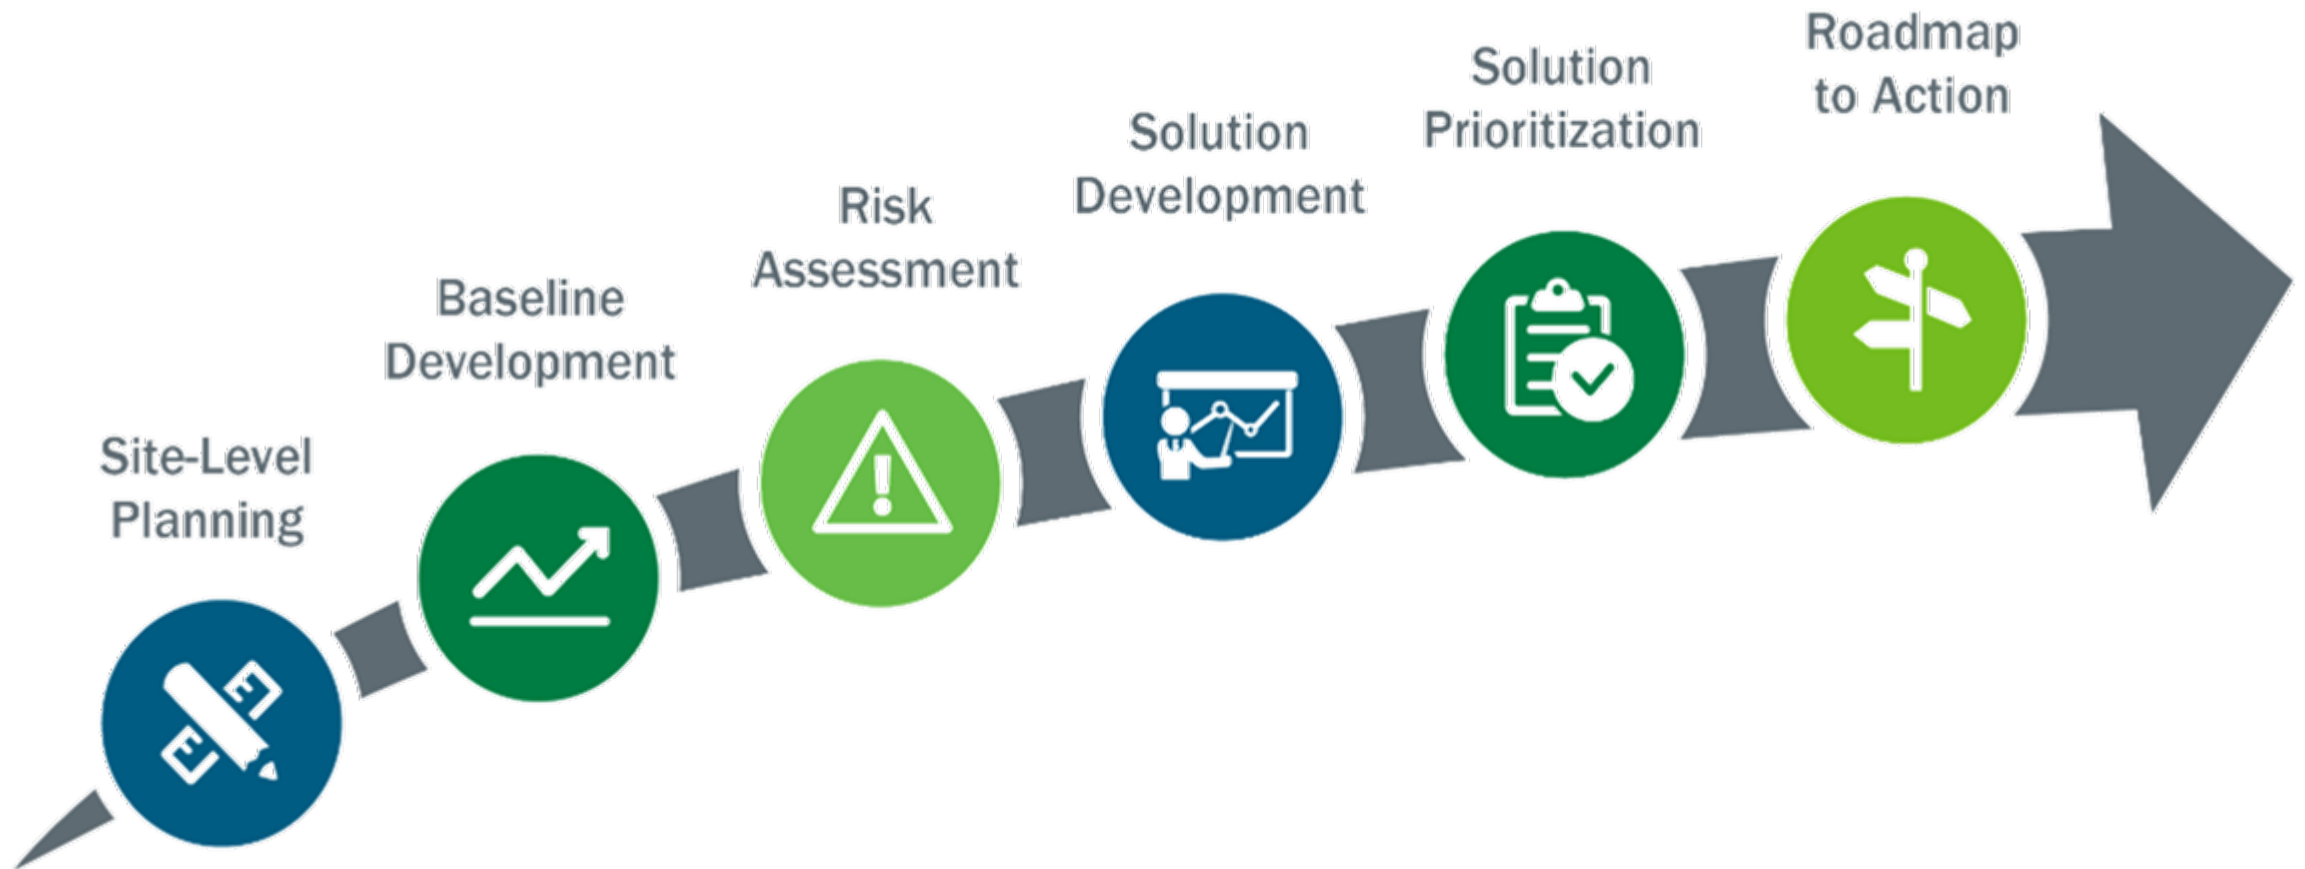 Site-Level
Planning
Baseline
Development
Risk
Assessment
Solution
Development
Solution
Prioritization
Roadmap
to Action